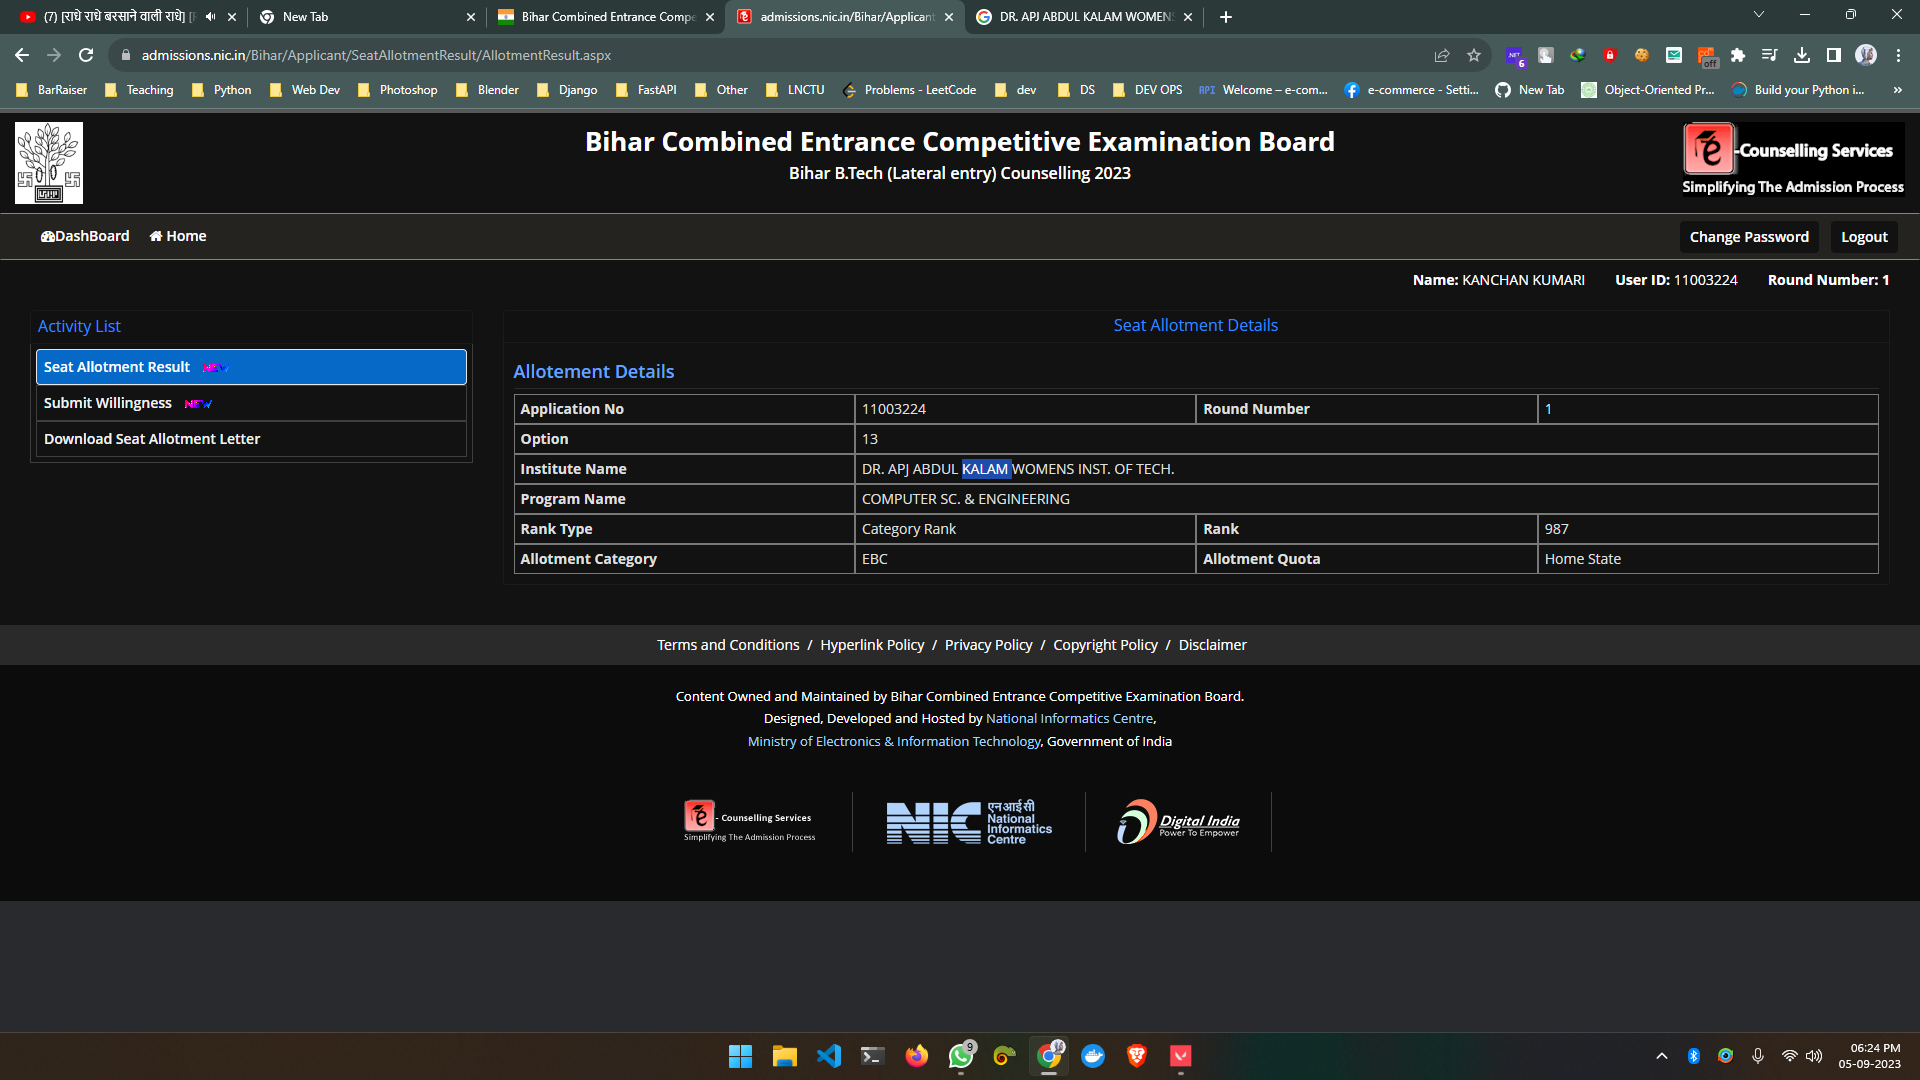 (7) [राधे राधे बरसाने वाली राधे] [
New Tab
Bihar Combined Entrance Compe
admissions.nic.in/Bihar/Applicant
DR. APJ ABDUL KALAM WOMENS
admissions.nic.in/Bihar/Applicant/SeatAllotmentResult/AllotmentResult.aspx
6
off
BarRaiser
Teaching
Python
Web Dev
Photoshop
Blender
Django
FastAPI
Other
LNCTU
Problems - LeetCode
dev
DS
DEV OPS
API Welcome – e-com...
e-commerce - Setti...
New Tab
Object-Oriented Pr...
Build your Python i...
»
Bihar Combined Entrance Competitive Examination Board
Bihar B.Tech (Lateral entry) Counselling 2023
e-Counselling Services
Simplifying The Admission Process
DashBoard
Home
Change Password
Logout
Name: KANCHAN KUMARI
User ID: 11003224
Round Number: 1
Activity List
Seat Allotment Result NEW
Submit Willingness NEW
Download Seat Allotment Letter
Seat Allotment Details
Allotement Details
Application No 11003224 Round Number 1
Option 13
Institute Name DR. APJ ABDUL KALAM WOMENS INST. OF TECH.
Program Name COMPUTER SC. & ENGINEERING
Rank Type Category Rank Rank 987
Allotment Category EBC Allotment Quota Home State
Terms and Conditions / Hyperlink Policy / Privacy Policy / Copyright Policy / Disclaimer
Content Owned and Maintained by Bihar Combined Entrance Competitive Examination Board.
Designed, Developed and Hosted by National Informatics Centre,
Ministry of Electronics & Information Technology, Government of India
e - Counselling Services
Simplifying The Admission Process
NIC
एनआईसी
National
Informatics
Centre
Digital India
Power To Empower
9
06:24 PM
05-09-2023